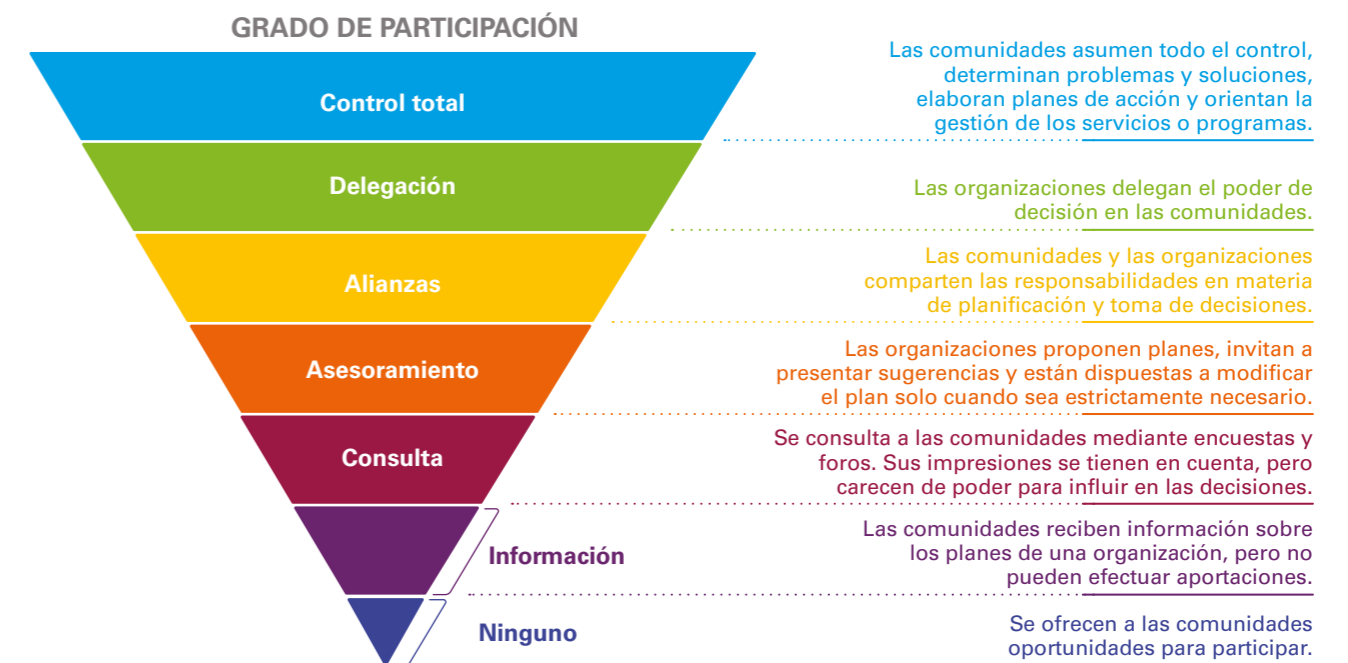 GRADO DE PARTICIPACIÓN
Control total
Las comunidades asumen todo el control,
determinan problemas y soluciones,
elaboran planes de acción y orientan la
gestión de los servicios o programas.
Delegación
Las organizaciones delegan el poder de
decisión en las comunidades.
Alianzas
Las comunidades y las organizaciones
comparten las responsabilidades en materia
de planificación y toma de decisiones.
Asesoramiento
Las organizaciones proponen planes, invitan a
presentar sugerencias y están dispuestas a modificar
el plan solo cuando sea estrictamente necesario.
Consulta
Se consulta a las comunidades mediante encuestas y
foros. Sus impresiones se tienen en cuenta, pero
carecen de poder para influir en las decisiones.
Información
Las comunidades reciben información sobre
los planes de una organización, pero no
pueden efectuar aportaciones.
Ninguno
Se ofrecen a las comunidades
oportunidades para participar.